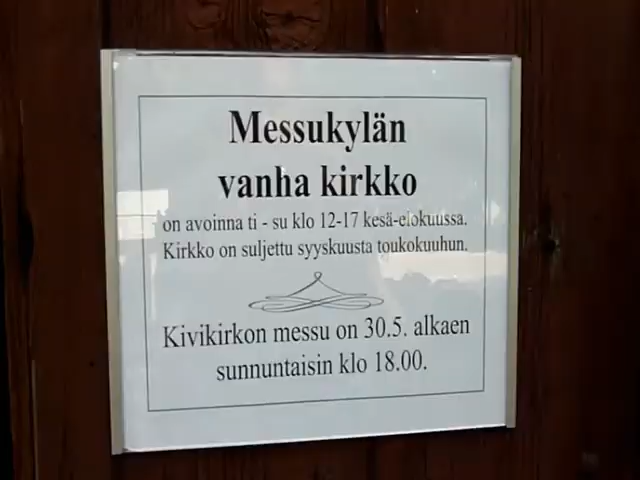 Messukylän
vanha kirkko
on avoinna ti - su klo 12-17 kesä-elokuussa.
Kirkko on suljettu syyskuusta toukokuuhun.
Kivikirkon messu on 30.5. alkaen
sunnuntaisin klo 18.00.